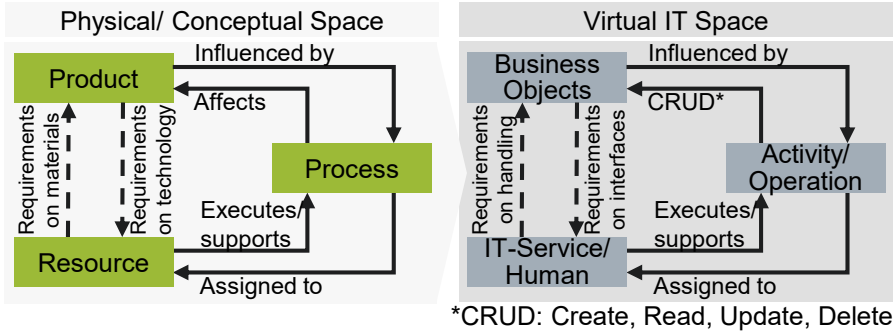 Physical/ Conceptual Space
Influenced by
Product
Affects
Requirements
on materials
Requirements
on technology
Process
Executes/
supports
Resource
Assigned to
Virtual IT Space
Influenced by
Business
Objects
CRUD*
Requirements
on handling
Requirements
on interfaces
Activity/
Operation
Executes/
supports
IT-Service/
Human
Assigned to
*CRUD: Create, Read, Update, Delete